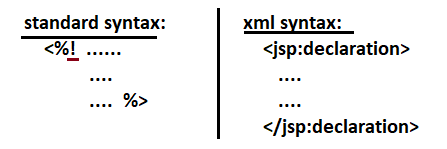 standard syntax:
<%! ......
....
.... %>
xml syntax:
<jsp:declaration>
....
....
</jsp:declaration>